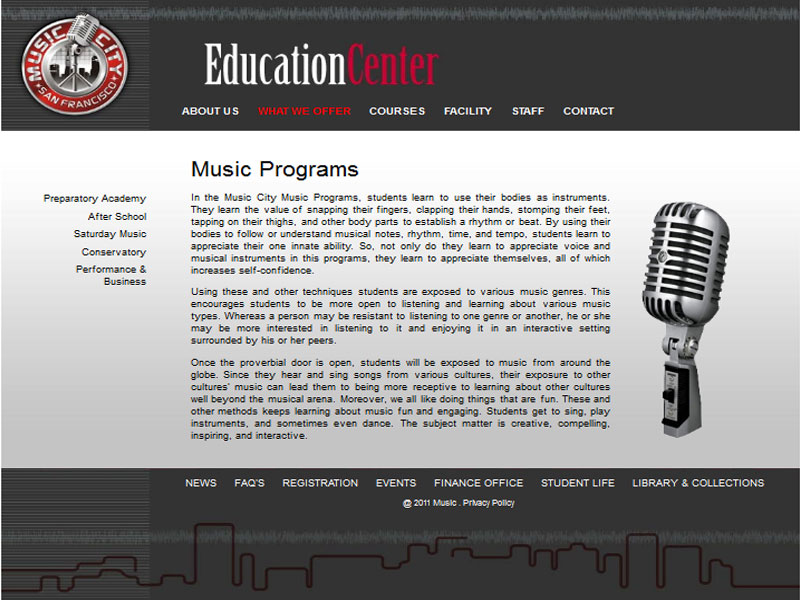 MUSIC CITY
SAN FRANCISCO
EducationCenter
ABOUT US WHAT WE OFFER COURSES FACILITY STAFF CONTACT
Music Programs
Preparatory Academy
After School
Saturday Music
Conservatory
Performance &
Business
In the Music City Music Programs, students learn to use their bodies as instruments.
They learn the value of snapping their fingers, clapping their hands, stomping their feet,
tapping on their thighs, and other body parts to establish a rhythm or beat. By using their
bodies to follow or understand musical notes, rhythm, time, and tempo, students learn to
appreciate their one innate ability. So, not only do they learn to appreciate voice and
musical instruments in this programs, they learn to appreciate themselves, all of which
increases self-confidence.
Using these and other techniques students are exposed to various music genres. This
encourages students to be more open to listening and learning about various music
types. Whereas a person may be resistant to listening to one genre or another, he or she
may be more interested in listening to it and enjoying it in an interactive setting
surrounded by his or her peers.
Once the proverbial door is open, students will be exposed to music from around the
globe. Since they hear and sing songs from various cultures, their exposure to other
cultures' music can lead them to being more receptive to learning about other cultures
well beyond the musical arena. Moreover, we all like doing things that are fun. These and
other methods keeps learning about music fun and engaging. Students get to sing, play
instruments, and sometimes even dance. The subject matter is creative, compelling,
inspiring, and interactive.
NEWS FAQ'S REGISTRATION EVENTS FINANCE OFFICE STUDENT LIFE LIBRARY & COLLECTIONS
@ 2011 Music . Privacy Policy